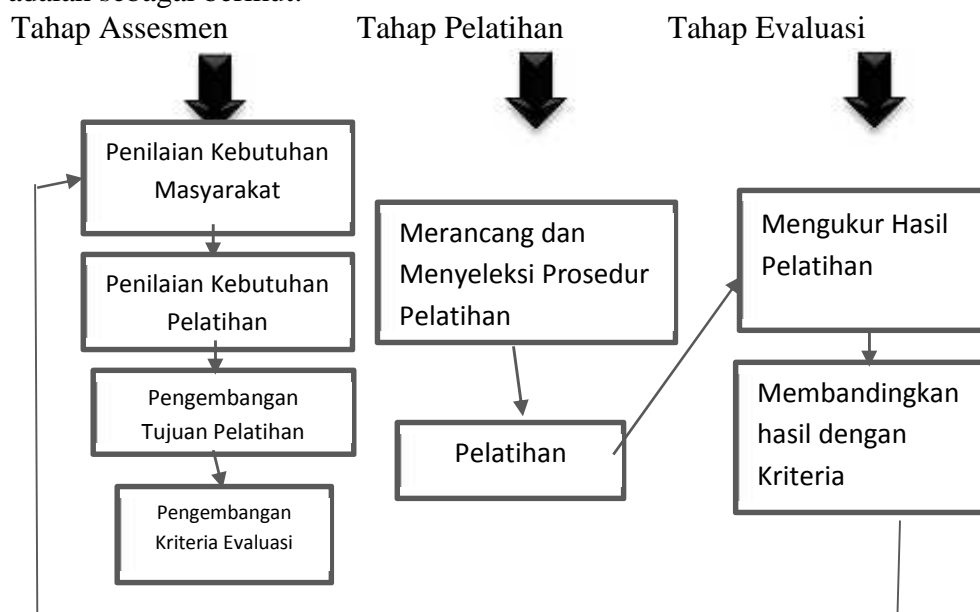 adalah sebagai berikut:
Tahap Assesmen Tahap Pelatihan Tahap Evaluasi
Penilaian Kebutuhan
Masyarakat
Penilaian Kebutuhan
Pelatihan
Pengembangan
Tujuan Pelatihan
Pengembangan
Kriteria Evaluasi
Merancang dan
Menyeleksi Prosedur
Pelatihan
Pelatihan
Mengukur Hasil
Pelatihan
Membandingkan
hasil dengan
Kriteria